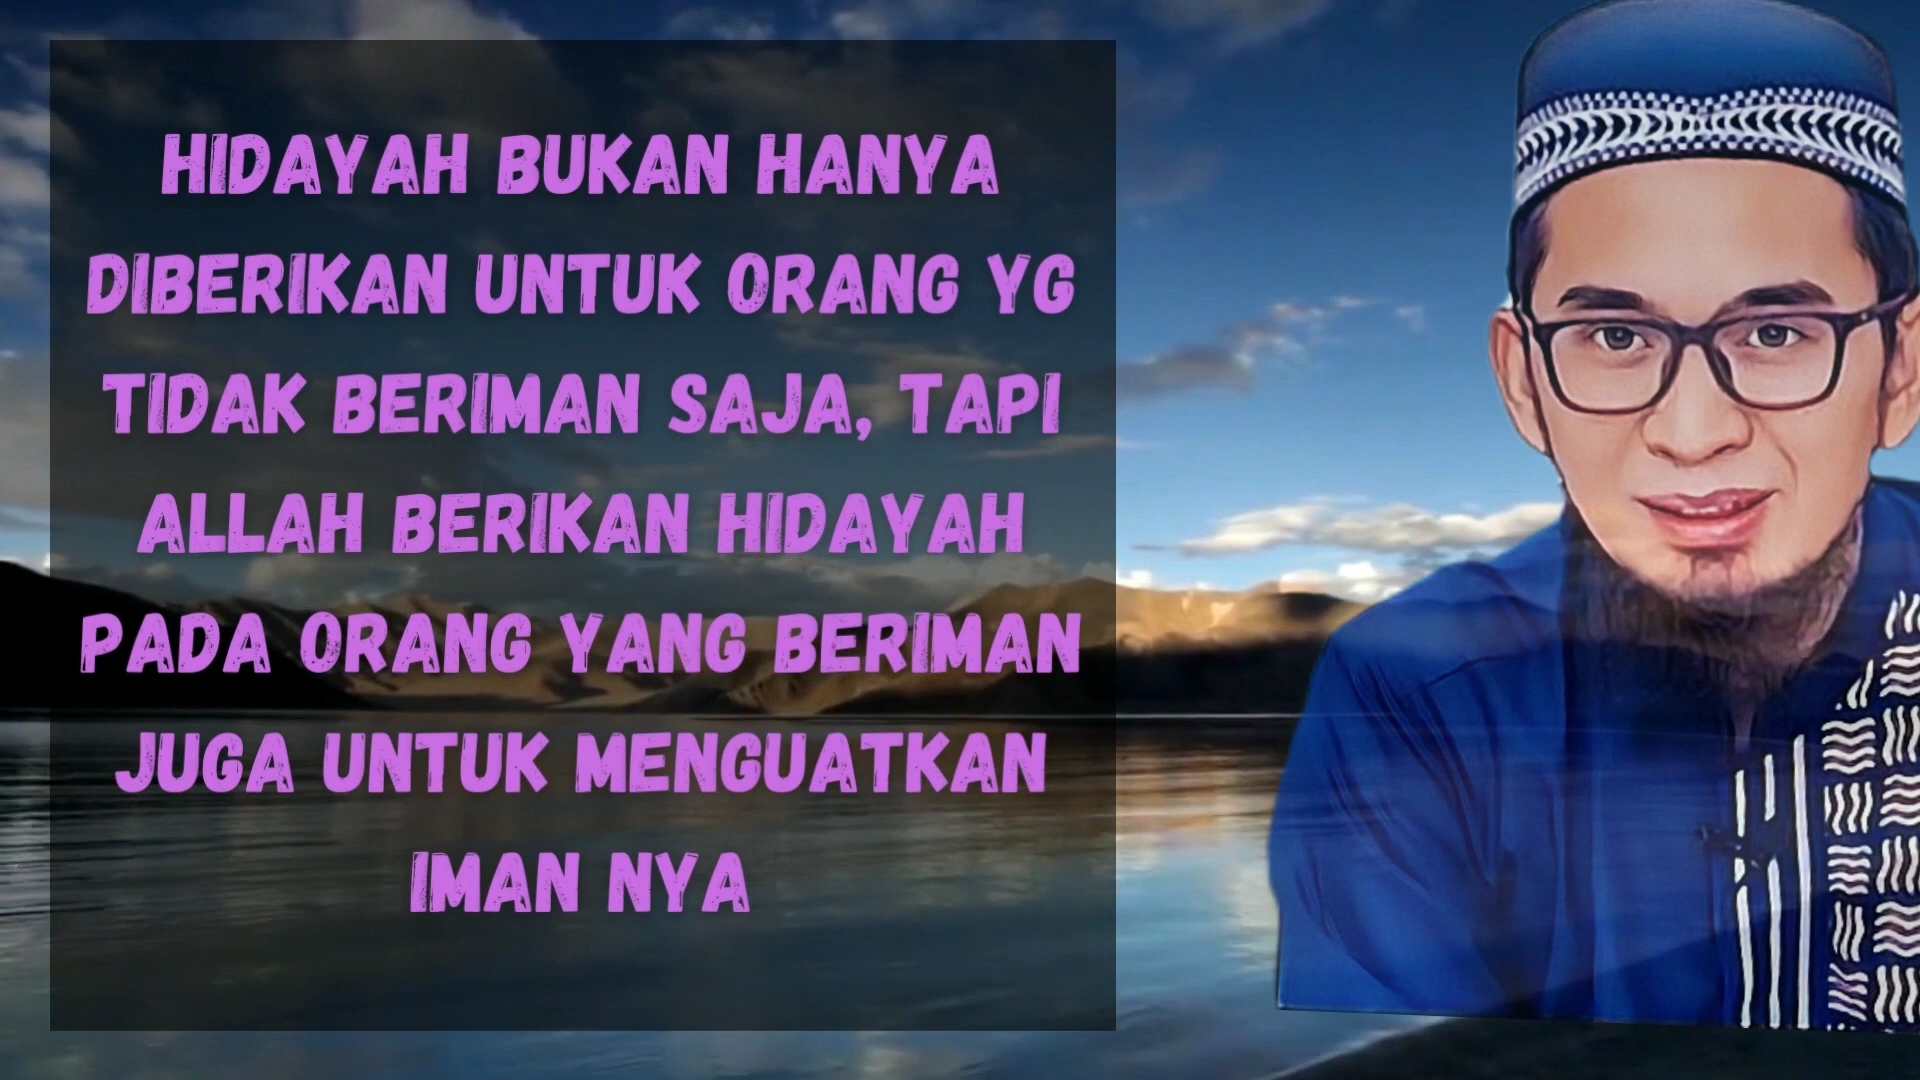 HIDAYAH BUKAN HANYA
DIBERIKAN UNTUK ORANG YG
TIDAK BERIMAN SAJA, TAPI
ALLAH BERIKAN HIDAYAH
PADA ORANG YANG BERIMAN
JUGA UNTUK MENGUATKAN
IMAN NYA